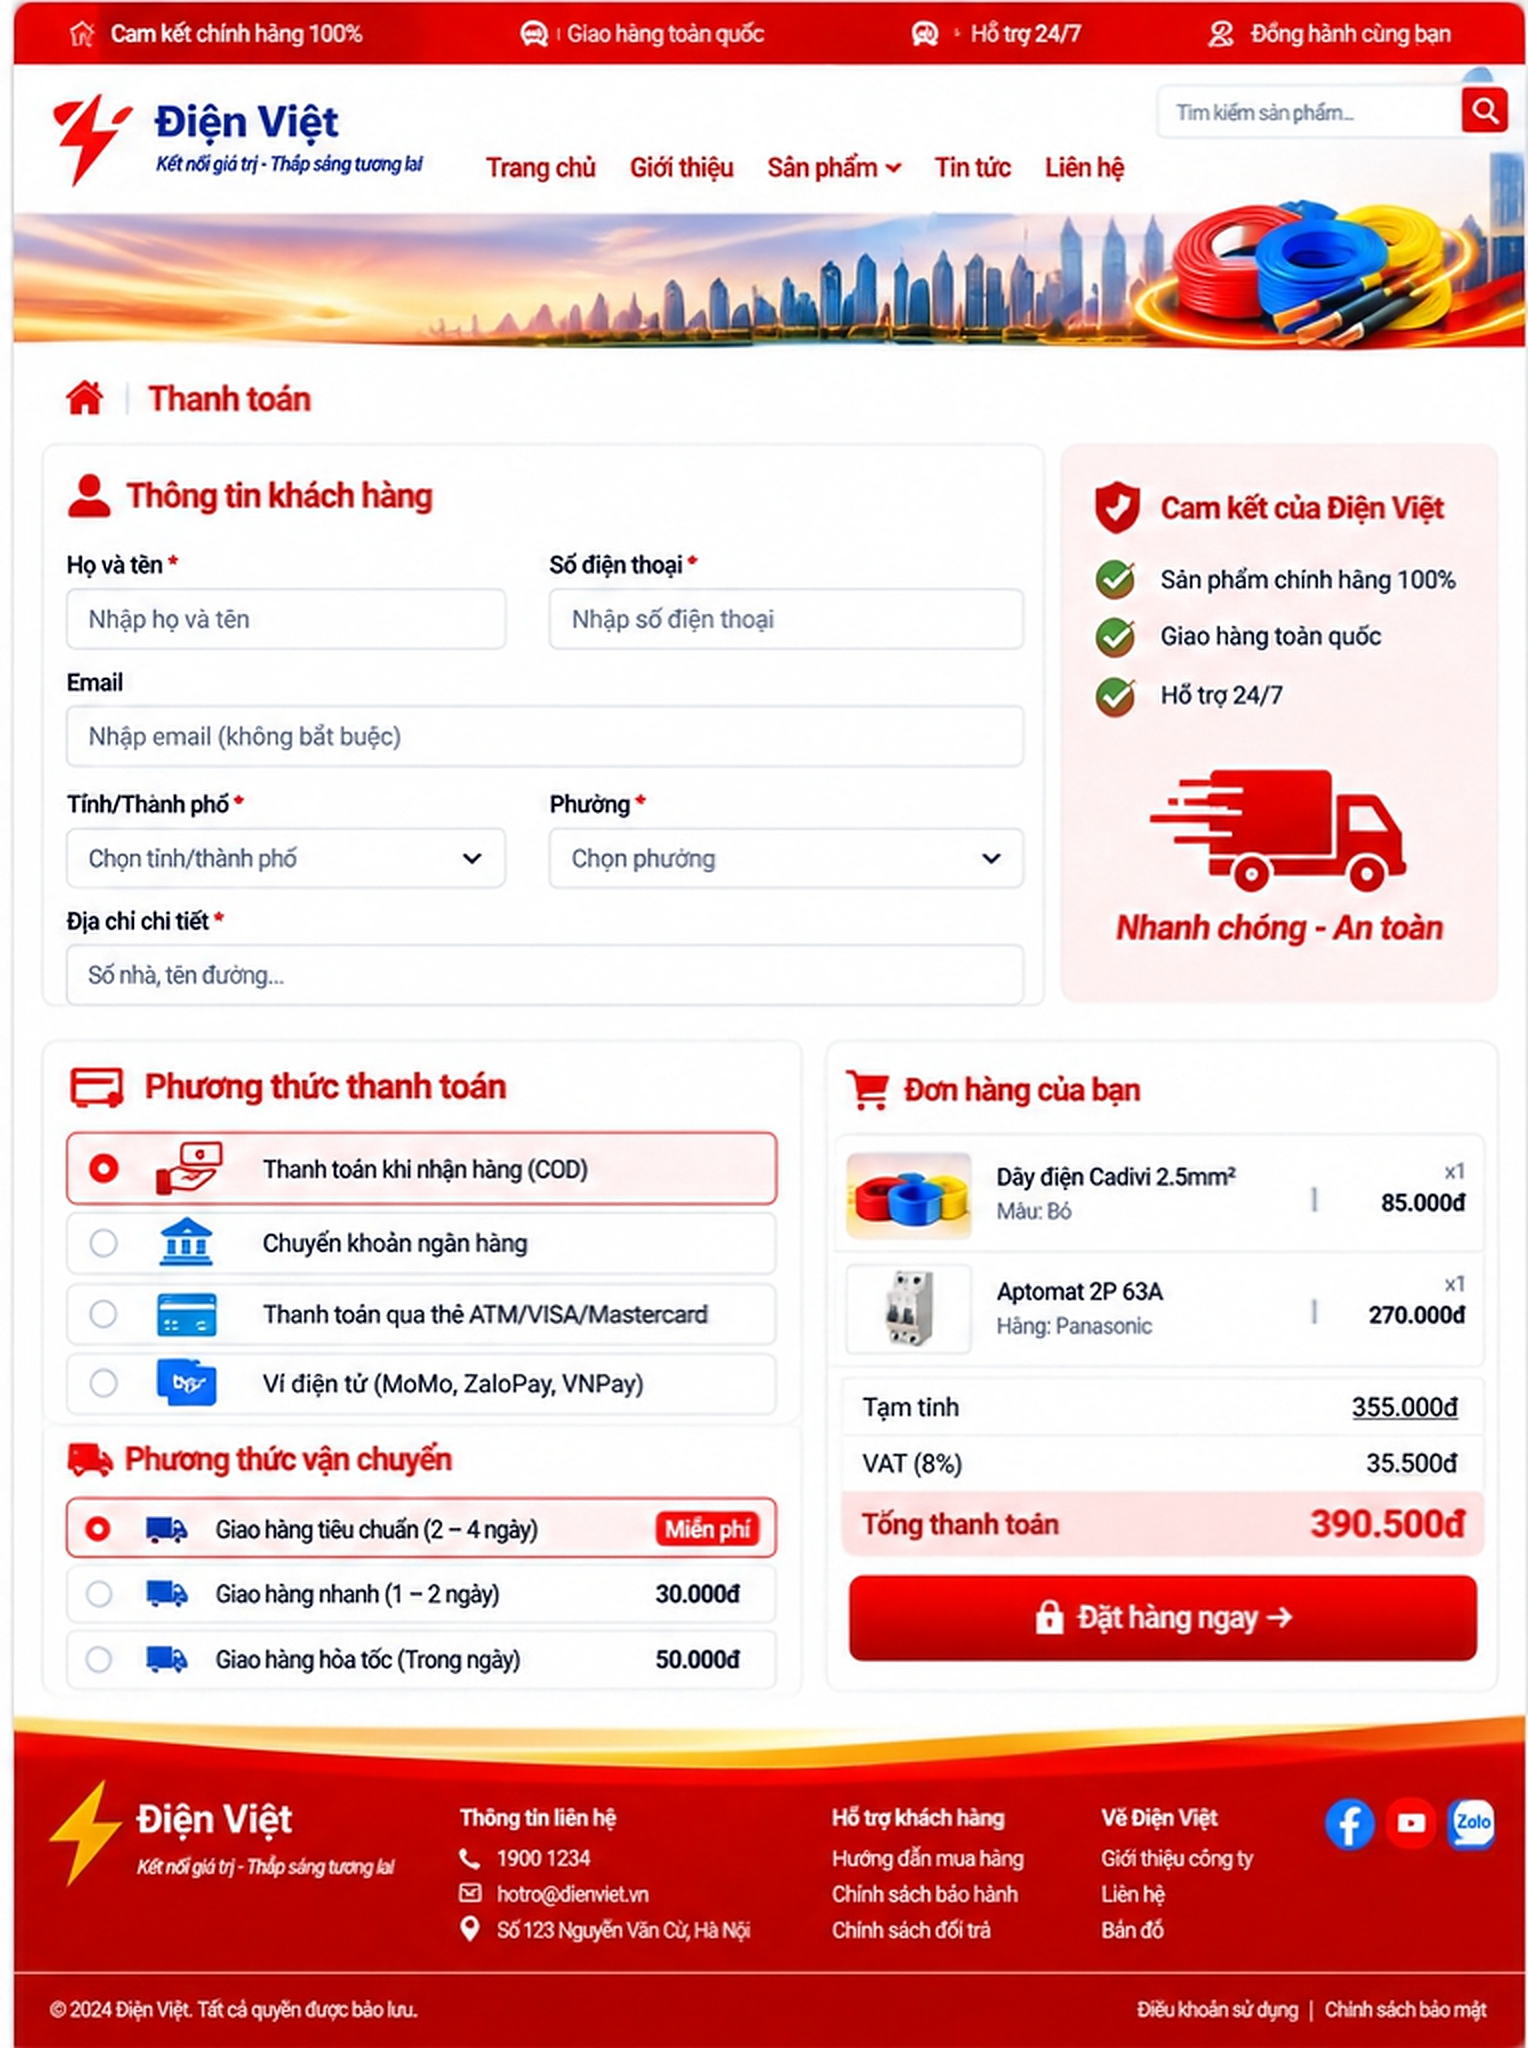 Cam kết chính hãng 100%
Giao hàng toàn quốc
Hỗ trợ 24/7
Đồng hành cùng bạn
Điện Việt
Kết nối giá trị - Thắp sáng tương lai
Tìm kiếm sản phẩm...
Trang chủ
Giới thiệu
Sản phẩm
Tin tức
Liên hệ
Thanh toán
Thông tin khách hàng
Họ và tên *
Số điện thoại *
Nhập họ và tên
Nhập số điện thoại
Email
Nhập email (không bắt buệc)
Tỉnh/Thành phố *
Phường *
Chọn tỉnh/thành phố
Chọn phường
Địa chỉ chi tiết *
Số nhà, tên đường...
Cam kết của Điện Việt
Sản phẩm chính hãng 100%
Giao hàng toàn quốc
Hỗ trợ 24/7
Nhanh chóng - An toàn
Phương thức thanh toán
Thanh toán khi nhận hàng (COD)
Chuyển khoản ngân hàng
Thanh toán qua thẻ ATM/VISA/Mastercard
Ví điện tử (MoMo, ZaloPay, VNPay)
Phương thức vận chuyển
Giao hàng tiêu chuẩn (2 – 4 ngày)
Miễn phí
Giao hàng nhanh (1 – 2 ngày)
30.000đ
Giao hàng hỏa tốc (Trong ngày)
50.000đ
Đơn hàng của bạn
Dây điện Cadivi 2.5mm²
x1
Màu: Bỏ
85.000đ
Aptomat 2P 63A
x1
Hãng: Panasonic
270.000đ
Tạm tinh
355.000đ
VAT (8%)
35.500đ
Tổng thanh toán
390.500đ
Đặt hàng ngay →
Điện Việt
Kết nối giá trị - Thắp sáng tương lai
Thông tin liên hệ
1900 1234
hotro@dienviet.vn
Số 123 Nguyễn Văn Cừ, Hà Nội
Hỗ trợ khách hàng
Hướng dẫn mua hàng
Chính sách bảo hành
Chính sách đổi trả
Về Điện Việt
Giới thiệu công ty
Liên hệ
Bản đồ
Zalo
© 2024 Điện Việt. Tất cả quyền được bảo lưu.
Điều khoản sử dụng | Chính sách bảo mật